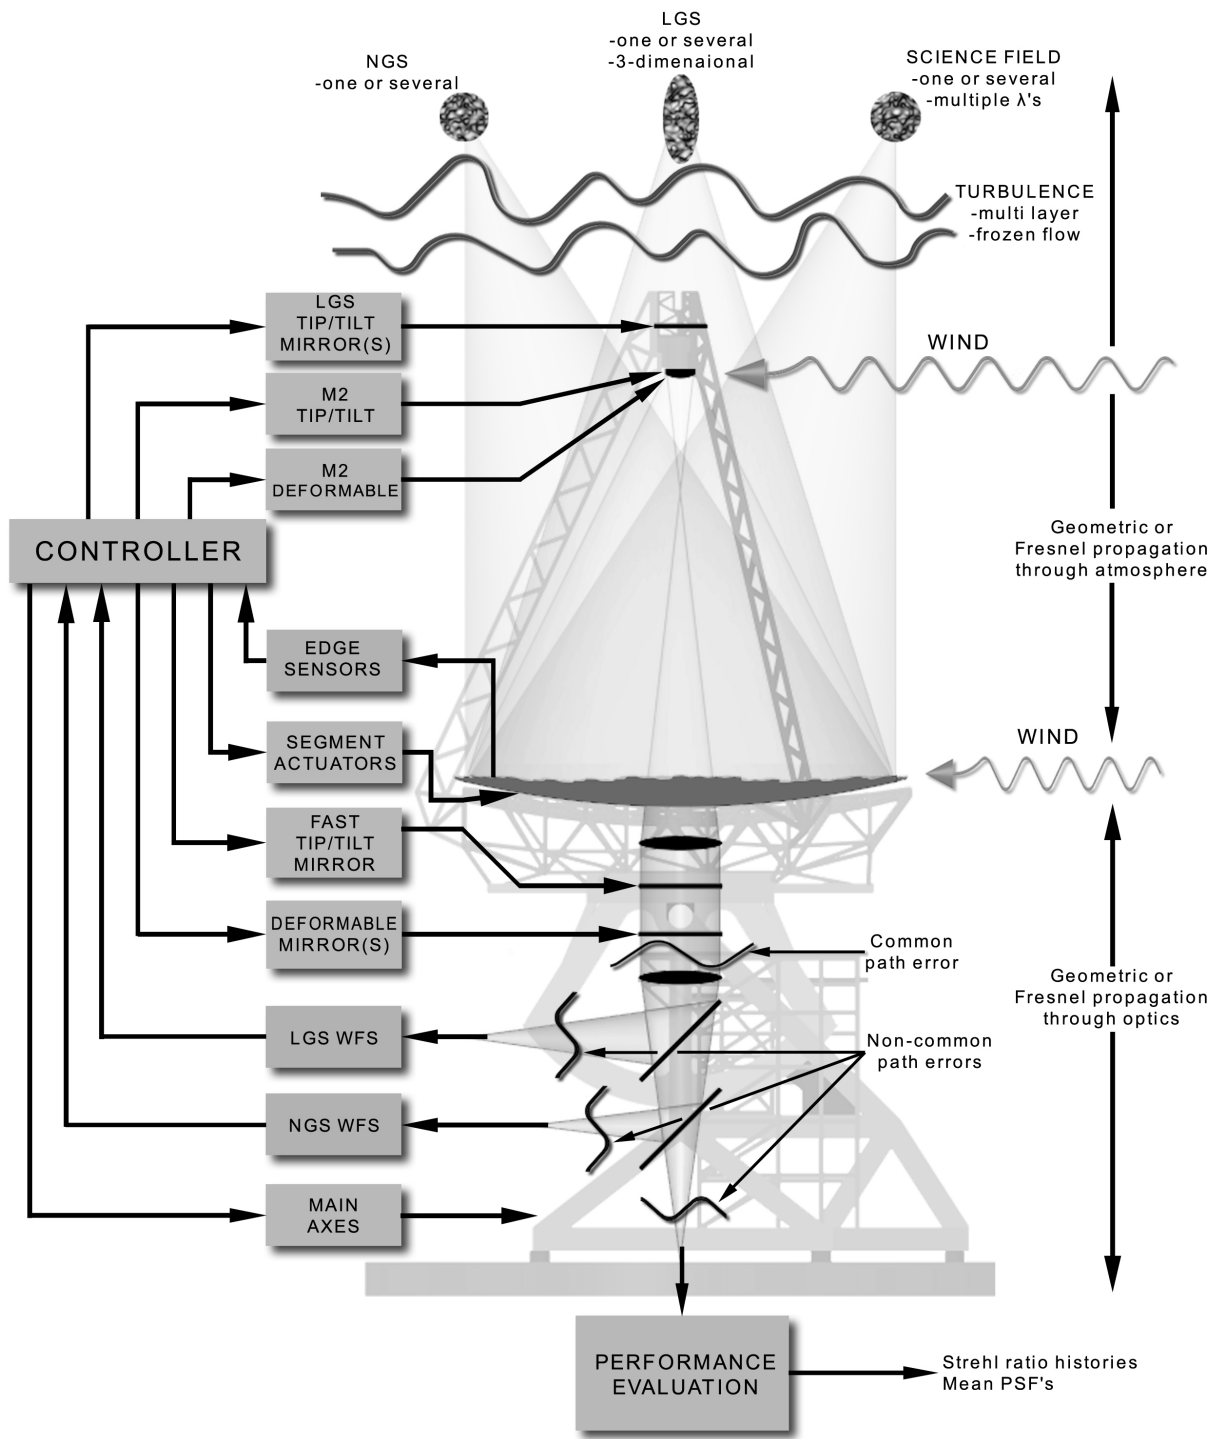 LGS
-one or several
-3-dimenaional
NGS
-one or several
SCIENCE FIELD
-one or several
-multiple λ's
TURBULENCE
-multi layer
-frozen flow
LGS
TIP/TILT
MIRROR(S)
WIND
M2
TIP/TILT
M2
DEFORMABLE
CONTROLLER
Geometric or
Fresnel propagation
through atmosphere
EDGE
SENSORS
SEGMENT
ACTUATORS
WIND
FAST
TIP/TILT
MIRROR
DEFORMABLE
MIRROR(S)
Common
path error
Geometric or
Fresnel propagation
through optics
LGS WFS
Non-common
path errors
NGS WFS
MAIN
AXES
PERFORMANCE
EVALUATION
Strehl ratio histories
Mean PSF's